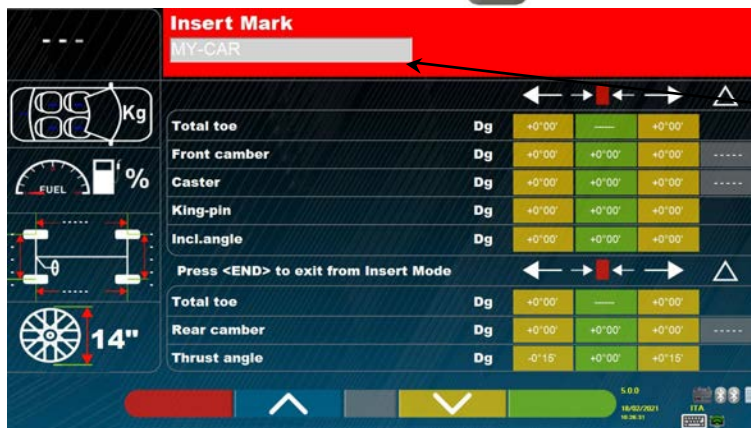 Insert Mark
- - -
MY-CAR
Kg
Total toe Dg +0°00' ---- +0°00'
Front camber Dg +0°00' +0°00' +0°00' -----
FUEL %
Caster Dg +0°00' +0°00' +0°00' -----
King-pin Dg +0°00' +0°00' +0°00'
Incl.angle Dg +0°00' +0°00' +0°00'
Press <END> to exit from Insert Mode
Total toe Dg +0°00' ---- +0°00'
14" Rear camber Dg +0°00' +0°00' +0°00' -----
Thrust angle Dg -0°15' +0°00' +0°15'
5.0.0
18/02/2021 ITA